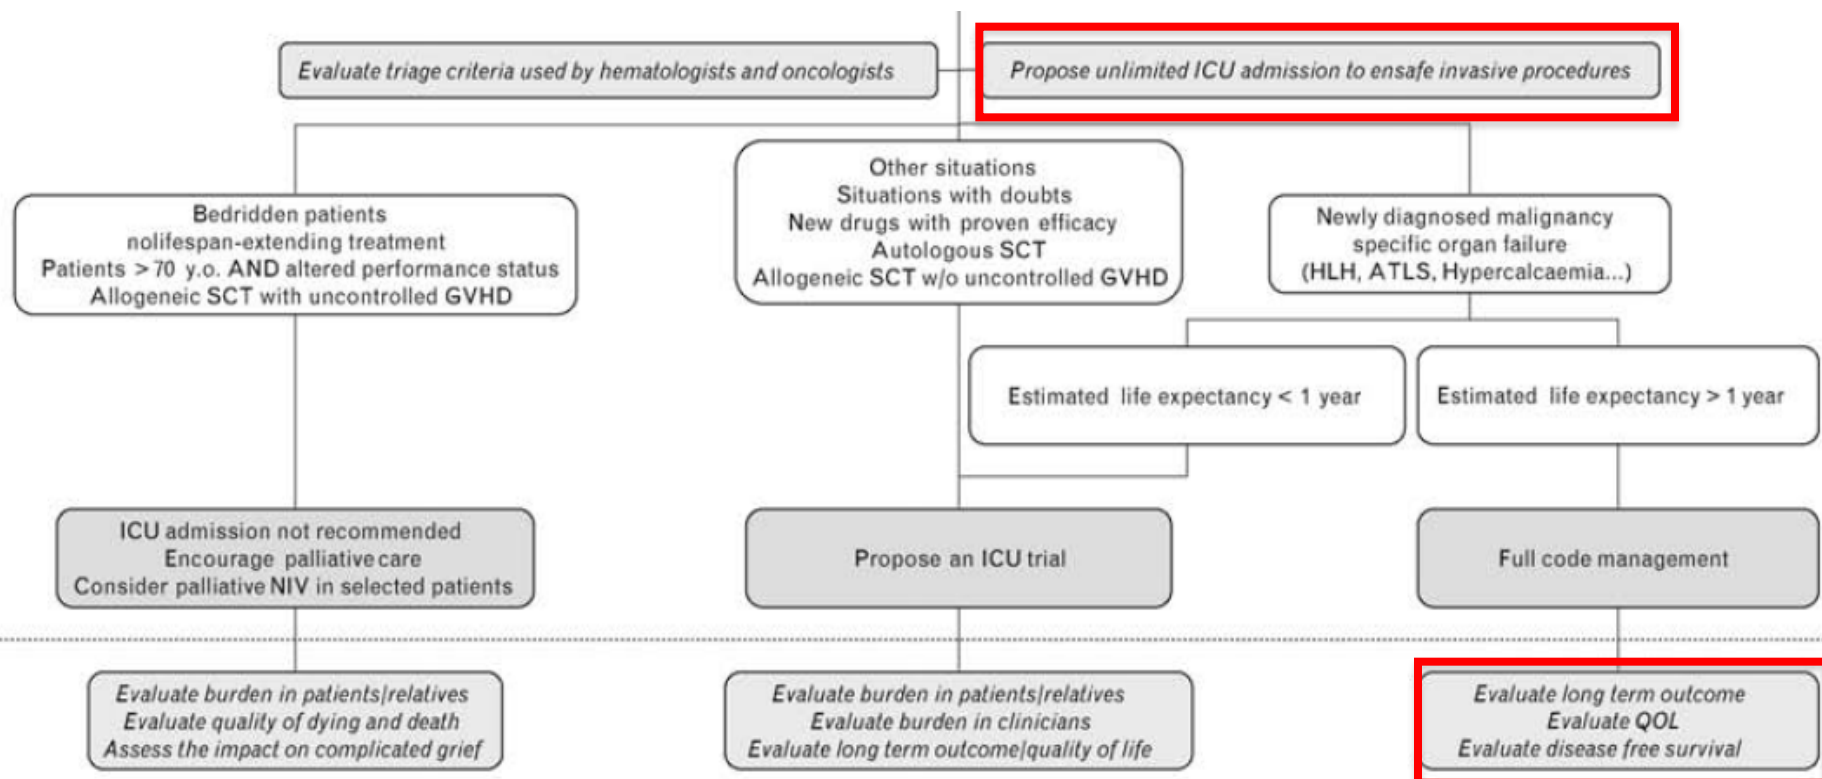 Evaluate triage criteria used by hematologists and oncologists
Propose unlimited ICU admission to ensafe invasive procedures
Bedridden patients
nolifespan-extending treatment
Patients > 70 y.o. AND altered performance status
Allogeneic SCT with uncontrolled GVHD
Other situations
Situations with doubts
New drugs with proven efficacy
Autologous SCT
Allogeneic SCT w/o uncontrolled GVHD
Newly diagnosed malignancy
specific organ failure
(HLH, ATLS, Hypercalcaemia...)
Estimated life expectancy < 1 year
Estimated life expectancy > 1 year
ICU admission not recommended
Encourage palliative care
Consider palliative NIV in selected patients
Propose an ICU trial
Full code management
Evaluate burden in patients|relatives
Evaluate quality of dying and death
Assess the impact on complicated grief
Evaluate burden in patients|relatives
Evaluate burden in clinicians
Evaluate long term outcome|quality of life
Evaluate long term outcome
Evaluate QOL
Evaluate disease free survival